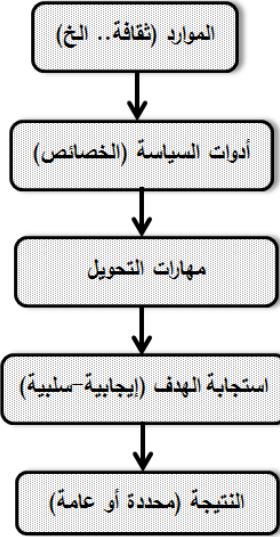 الموارد (ثقافة.. الخ)
أدوات السياسة (الخصائص)
مهارات التحويل
استجابة الهدف (إيجابية-سلبية)
النتيجة (محددة أو عامة)